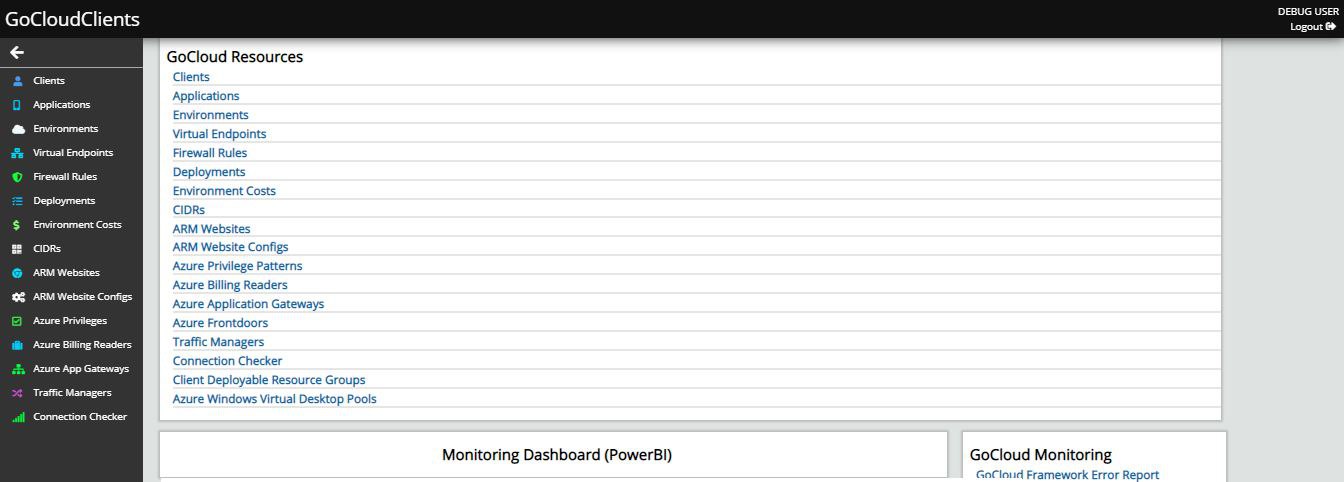 GoCloudClients
DEBUG USER
Logout
Clients
Applications
Environments
Virtual Endpoints
Firewall Rules
Deployments
Environment Costs
CIDRs
ARM Websites
ARM Website Configs
Azure Privileges
Azure Billing Readers
Azure App Gateways
Traffic Managers
Connection Checker
GoCloud Resources
Clients
Applications
Environments
Virtual Endpoints
Firewall Rules
Deployments
Environment Costs
CIDRs
ARM Websites
ARM Website Configs
Azure Privilege Patterns
Azure Billing Readers
Azure Application Gateways
Azure Frontdoors
Traffic Managers
Connection Checker
Client Deployable Resource Groups
Azure Windows Virtual Desktop Pools
Monitoring Dashboard (PowerBI)
GoCloud Monitoring
GoCloud Framework Error Report